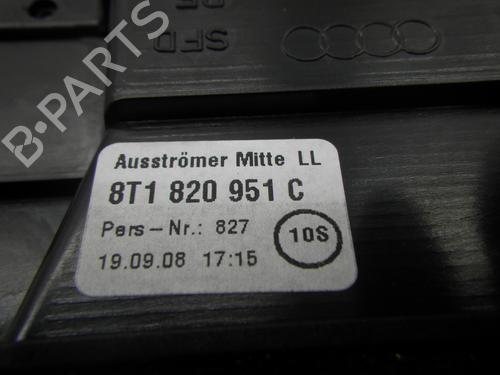 SFD
B-PARTS
Ausströmer Mitte LL
8T1 820 951 C
Pers-Nr.: 827
10S
19.09.08 17:15